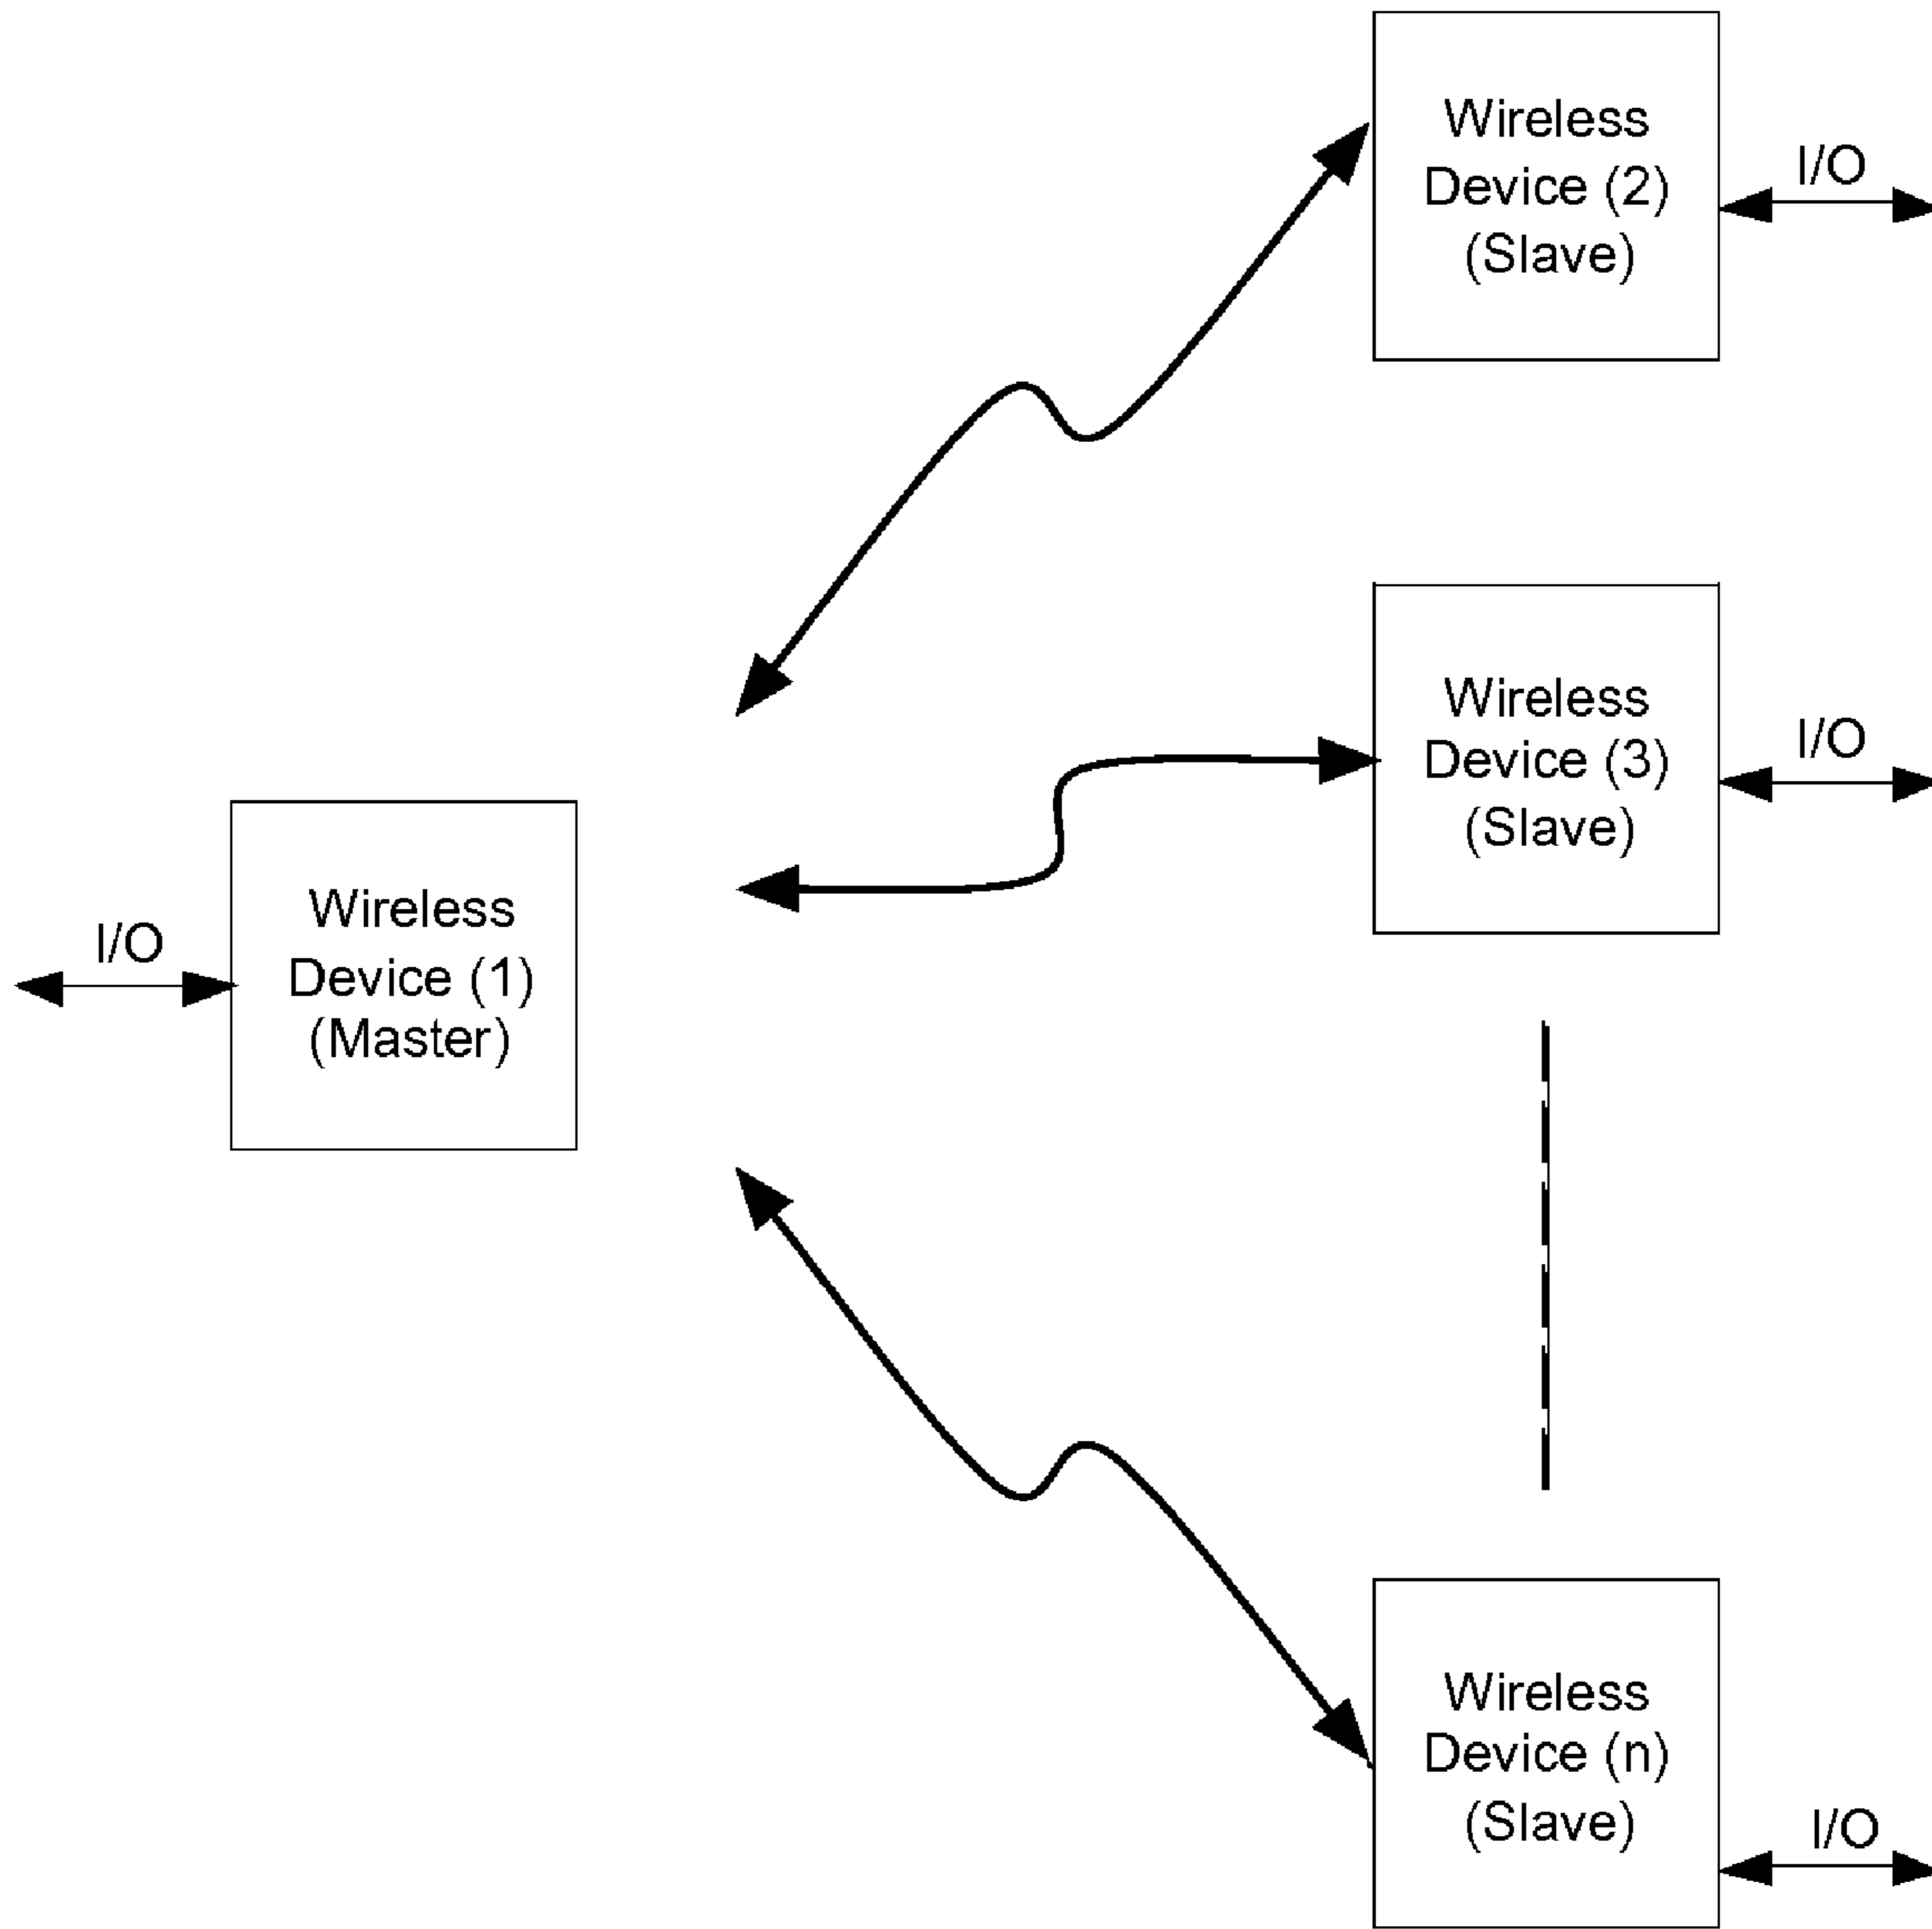 Wireless
Device (2)
(Slave)
I/O
Wireless
Device (3)
(Slave)
I/O
I/O
Wireless
Device (1)
(Master)
Wireless
Device (n)
(Slave)
I/O